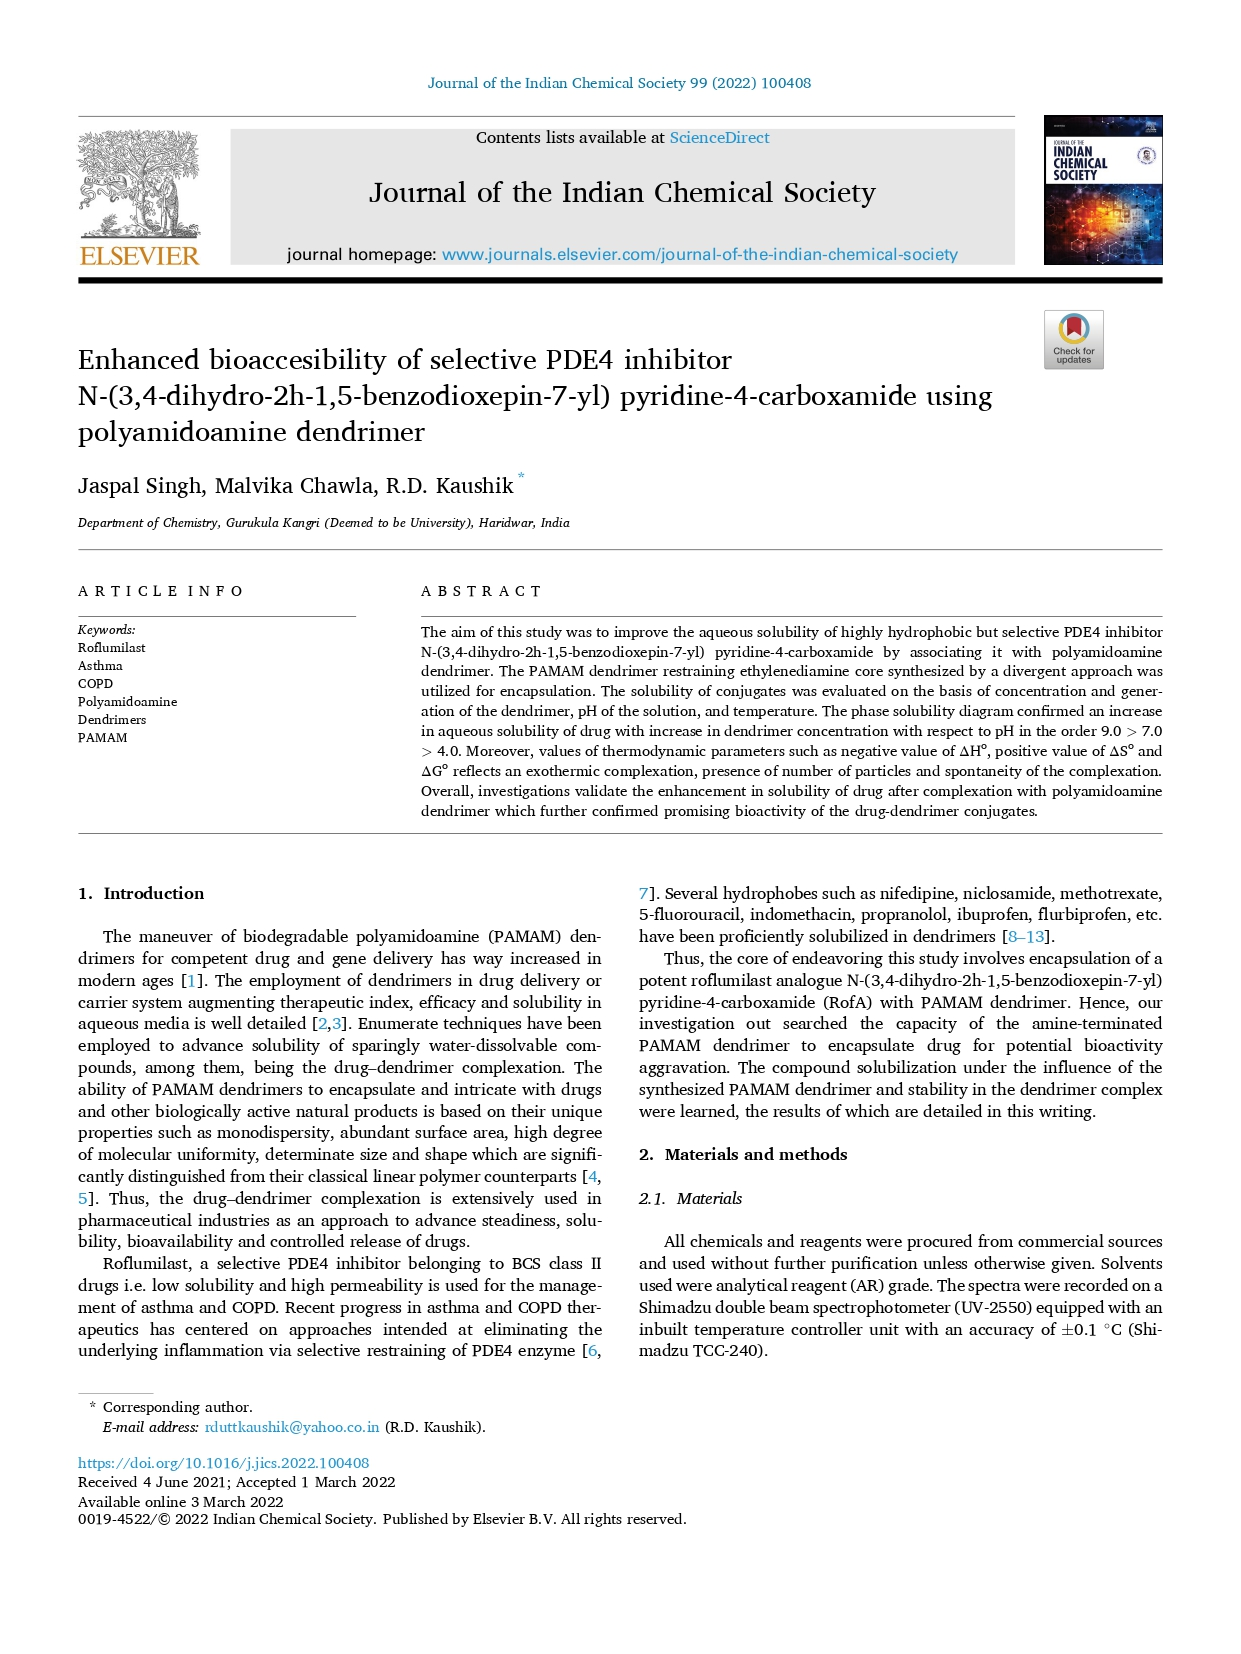 Journal of the Indian Chemical Society 99 (2022) 100408
Contents lists available at ScienceDirect
Journal of the Indian Chemical Society
journal homepage: www.journals.elsevier.com/journal-of-the-indian-chemical-society
ELSEVIER
JOURNAL OF THE
INDIAN
CHEMICAL
SOCIETY
Check for
updates
Enhanced bioaccesibility of selective PDE4 inhibitor
N-(3,4-dihydro-2h-1,5-benzodioxepin-7-yl) pyridine-4-carboxamide using
polyamidoamine dendrimer
Jaspal Singh, Malvika Chawla, R.D. Kaushik *
Department of Chemistry, Gurukula Kangri (Deemed to be University), Haridwar, India
ARTICLE INFO
Keywords:
Roflumilast
Asthma
COPD
Polyamidoamine
Dendrimers
PAMAM
ABSTRACT
The aim of this study was to improve the aqueous solubility of highly hydrophobic but selective PDE4 inhibitor
N-(3,4-dihydro-2h-1,5-benzodioxepin-7-yl) pyridine-4-carboxamide by associating it with polyamidoamine
dendrimer. The PAMAM dendrimer restraining ethylenediamine core synthesized by a divergent approach was
utilized for encapsulation. The solubility of conjugates was evaluated on the basis of concentration and gener-
ation of the dendrimer, pH of the solution, and temperature. The phase solubility diagram confirmed an increase
in aqueous solubility of drug with increase in dendrimer concentration with respect to pH in the order 9.0 > 7.0
> 4.0. Moreover, values of thermodynamic parameters such as negative value of ΔHº, positive value of ΔSº and
ΔGº reflects an exothermic complexation, presence of number of particles and spontaneity of the complexation.
Overall, investigations validate the enhancement in solubility of drug after complexation with polyamidoamine
dendrimer which further confirmed promising bioactivity of the drug-dendrimer conjugates.
1. Introduction
The maneuver of biodegradable polyamidoamine (PAMAM) den-
drimers for competent drug and gene delivery has way increased in
modern ages [1]. The employment of dendrimers in drug delivery or
carrier system augmenting therapeutic index, efficacy and solubility in
aqueous media is well detailed [2,3]. Enumerate techniques have been
employed to advance solubility of sparingly water-dissolvable com-
pounds, among them, being the drug–dendrimer complexation. The
ability of PAMAM dendrimers to encapsulate and intricate with drugs
and other biologically active natural products is based on their unique
properties such as monodispersity, abundant surface area, high degree
of molecular uniformity, determinate size and shape which are signifi-
cantly distinguished from their classical linear polymer counterparts [4,
5]. Thus, the drug–dendrimer complexation is extensively used in
pharmaceutical industries as an approach to advance steadiness, solu-
bility, bioavailability and controlled release of drugs.
Roflumilast, a selective PDE4 inhibitor belonging to BCS class II
drugs i.e. low solubility and high permeability is used for the manage-
ment of asthma and COPD. Recent progress in asthma and COPD ther-
apeutics has centered on approaches intended at eliminating the
underlying inflammation via selective restraining of PDE4 enzyme [6,
7]. Several hydrophobes such as nifedipine, niclosamide, methotrexate,
5-fluorouracil, indomethacin, propranolol, ibuprofen, flurbiprofen, etc.
have been proficiently solubilized in dendrimers [8–13].
Thus, the core of endeavoring this study involves encapsulation of a
potent roflumilast analogue N-(3,4-dihydro-2h-1,5-benzodioxepin-7-yl)
pyridine-4-carboxamide (RofA) with PAMAM dendrimer. Hence, our
investigation out searched the capacity of the amine-terminated
PAMAM dendrimer to encapsulate drug for potential bioactivity
aggravation. The compound solubilization under the influence of the
synthesized PAMAM dendrimer and stability in the dendrimer complex
were learned, the results of which are detailed in this writing.
2. Materials and methods
2.1. Materials
All chemicals and reagents were procured from commercial sources
and used without further purification unless otherwise given. Solvents
used were analytical reagent (AR) grade. The spectra were recorded on a
Shimadzu double beam spectrophotometer (UV-2550) equipped with an
inbuilt temperature controller unit with an accuracy of ±0.1 °C (Shi-
madzu TCC-240).
* Corresponding author.
E-mail address: rduttkaushik@yahoo.co.in (R.D. Kaushik).
https://doi.org/10.1016/j.jics.2022.100408
Received 4 June 2021; Accepted 1 March 2022
Available online 3 March 2022
0019-4522/© 2022 Indian Chemical Society. Published by Elsevier B.V. All rights reserved.